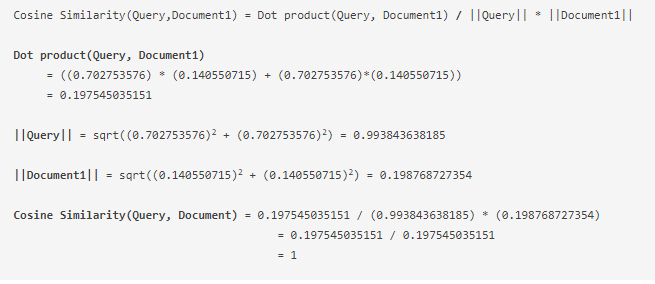 Cosine Similarity(Query,Document1) = Dot product(Query, Document1) / ||Query|| * ||Document1||
Dot product(Query, Document1)
= ((0.702753576) * (0.140550715) + (0.702753576)*(0.140550715))
= 0.197545035151
||Query|| = sqrt((0.702753576)² + (0.702753576)²) = 0.993843638185
||Document1|| = sqrt((0.140550715)² + (0.140550715)²) = 0.198768727354
Cosine Similarity(Query, Document) = 0.197545035151 / (0.993843638185) * (0.198768727354)
= 0.197545035151 / 0.197545035151
= 1